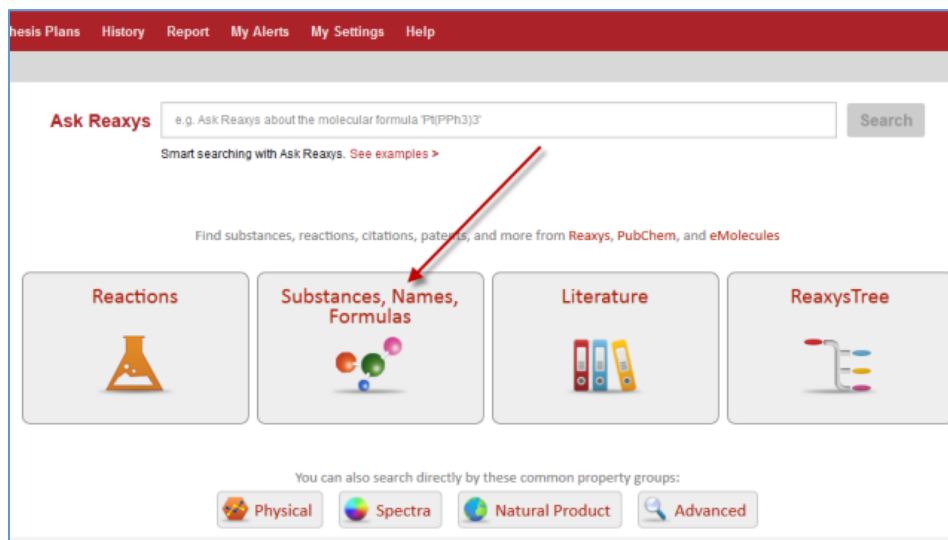 hesis Plans History Report My Alerts My Settings Help
Ask Reaxys e.g. Ask Reaxys about the molecular formula 'Pt(PPh3)3' Search
Smart searching with Ask Reaxys. See examples >
Find substances, reactions, citations, patents, and more from Reaxys, PubChem, and eMolecules
Reactions
Substances, Names,
Formulas
Literature
ReaxysTree
You can also search directly by these common property groups:
Physical Spectra Natural Product Advanced